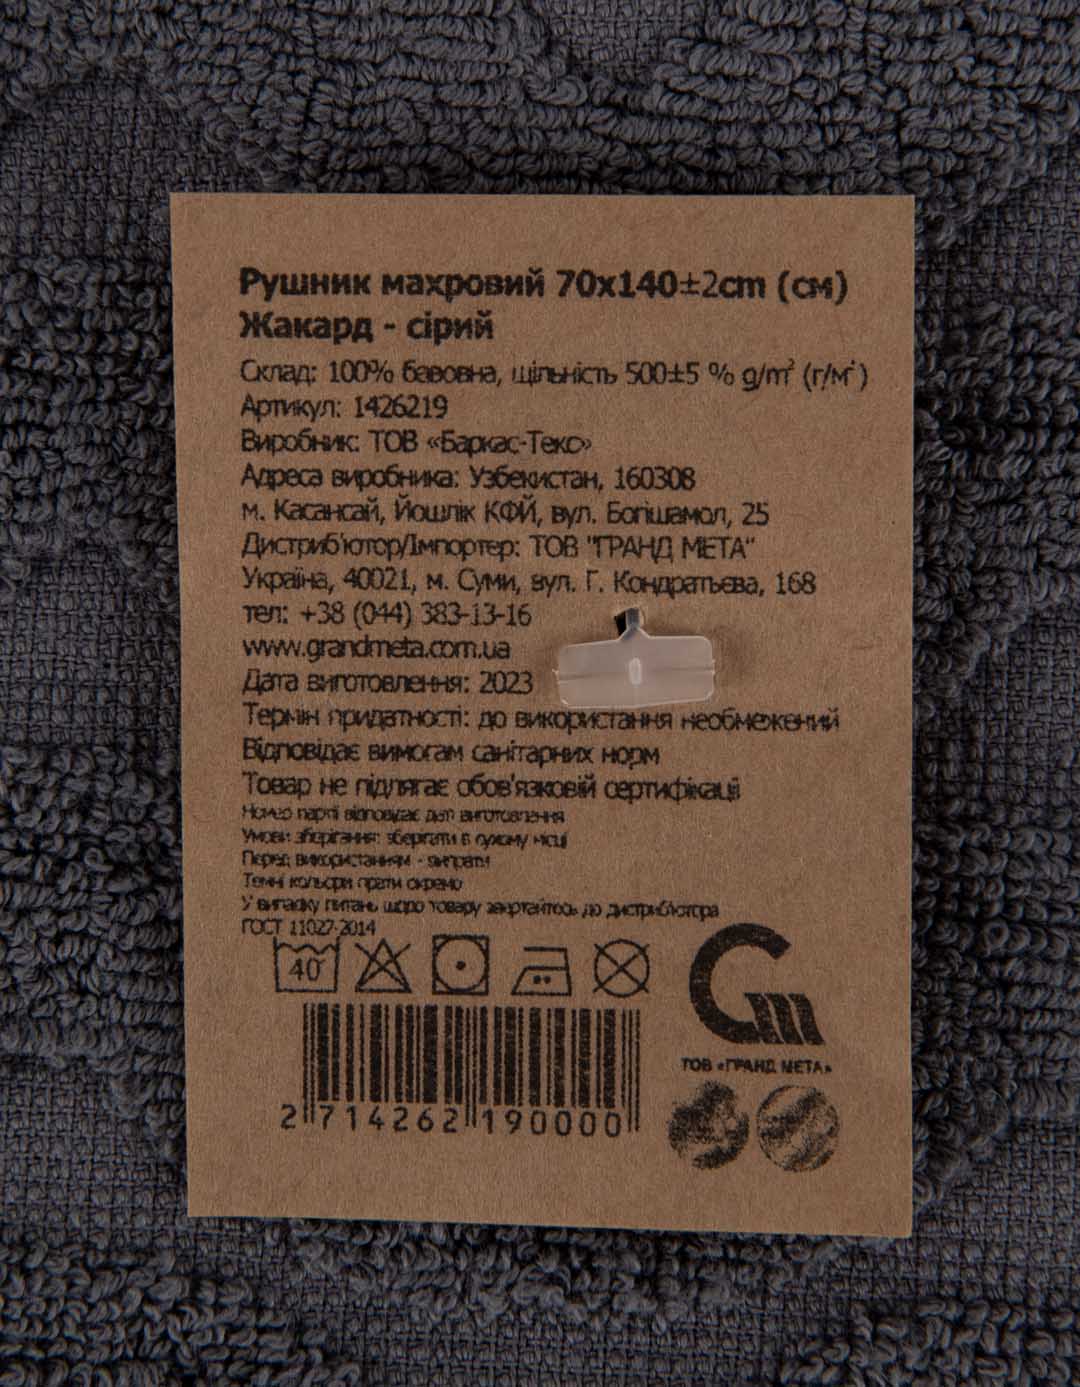 Рушник махровий 70х140±2cm (см)
Жакард - сірий
Склад: 100% бавовна, щільність 500±5 % g/m² (г/м²)
Артикул: 1426219
Виробник: ТОВ «Баркас-Текс»
Адреса виробника: Узбекистан, 160308
м. Касансай, Йошлік КФЙ, вул. Богішамол, 25
Дистриб'ютор/Імпортер: ТОВ "ГРАНД МЕТА"
Україна, 40021, м. Суми, вул. Г. Кондратьєва, 168
тел: +38 (044) 383-13-16
www.grandmeta.com.ua
Дата виготовлення: 2023
Термін придатності: до використання необмежений
Відповідає вимогам санітарних норм
Товар не підлягає обов'язковій сертифікації
Номер партії відповідає даті виготовлення
Умови зберігання: зберігати в сухому місці
Перед використанням - випрати
Темні кольори прати окремо
У випадку питань щодо товару звертайтесь до дистриб'ютора
ГОСТ 11027-2014
40°
Gm
ТОВ «ГРАНД МЕТА»
2 714262 190000